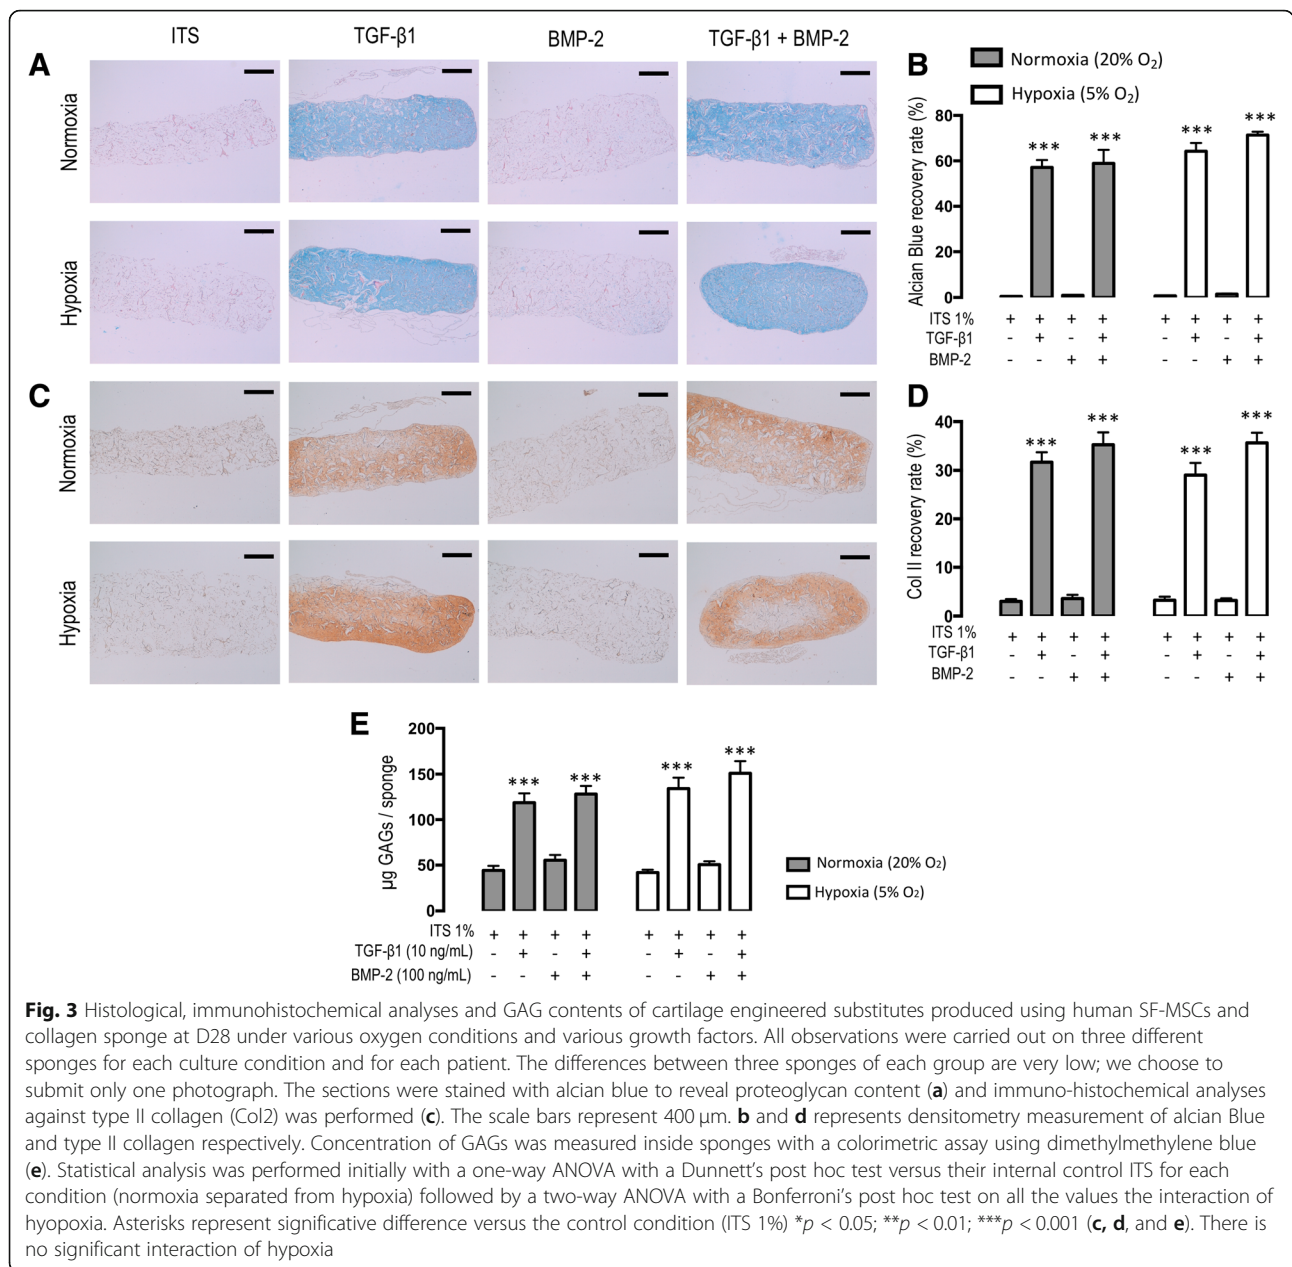 ITS TGF-β1 BMP-2 TGF-β1 + BMP-2
A
Normoxia
Hypoxia
B
Normoxia (20% O₂)
Hypoxia (5% O₂)
Alcian Blue recovery rate (%)
80
60
40
20
0
*** *** *** ***
ITS 1% + + + + + + + +
TGF-β1 - + - + - + - +
BMP-2 - - + + - - + +
C
Normoxia
Hypoxia
D
Col II recovery rate (%)
40
30
20
10
0
*** *** *** ***
ITS 1% + + + + + + + +
TGF-β1 - + - + - + - +
BMP-2 - - + + - - + +
E
µg GAGs / sponge
200
150
100
50
0
*** *** *** ***
Normoxia (20% O₂)
Hypoxia (5% O₂)
ITS 1% + + + + + + + +
TGF-β1 (10 ng/mL) - + - + - + - +
BMP-2 (100 ng/mL) - - + + - - + +
Fig. 3 Histological, immunohistochemical analyses and GAG contents of cartilage engineered substitutes produced using human SF-MSCs and
collagen sponge at D28 under various oxygen conditions and various growth factors. All observations were carried out on three different
sponges for each culture condition and for each patient. The differences between three sponges of each group are very low; we choose to
submit only one photograph. The sections were stained with alcian blue to reveal proteoglycan content (a) and immuno-histochemical analyses
against type II collagen (Col2) was performed (c). The scale bars represent 400 µm. b and d represents densitometry measurement of alcian Blue
and type II collagen respectively. Concentration of GAGs was measured inside sponges with a colorimetric assay using dimethylmethylene blue
(e). Statistical analysis was performed initially with a one-way ANOVA with a Dunnett's post hoc test versus their internal control ITS for each
condition (normoxia separated from hypoxia) followed by a two-way ANOVA with a Bonferroni's post hoc test on all the values the interaction of
hyopoxia. Asterisks represent significative difference versus the control condition (ITS 1%) *p < 0.05; **p < 0.01; ***p < 0.001 (c, d, and e). There is
no significant interaction of hypoxia